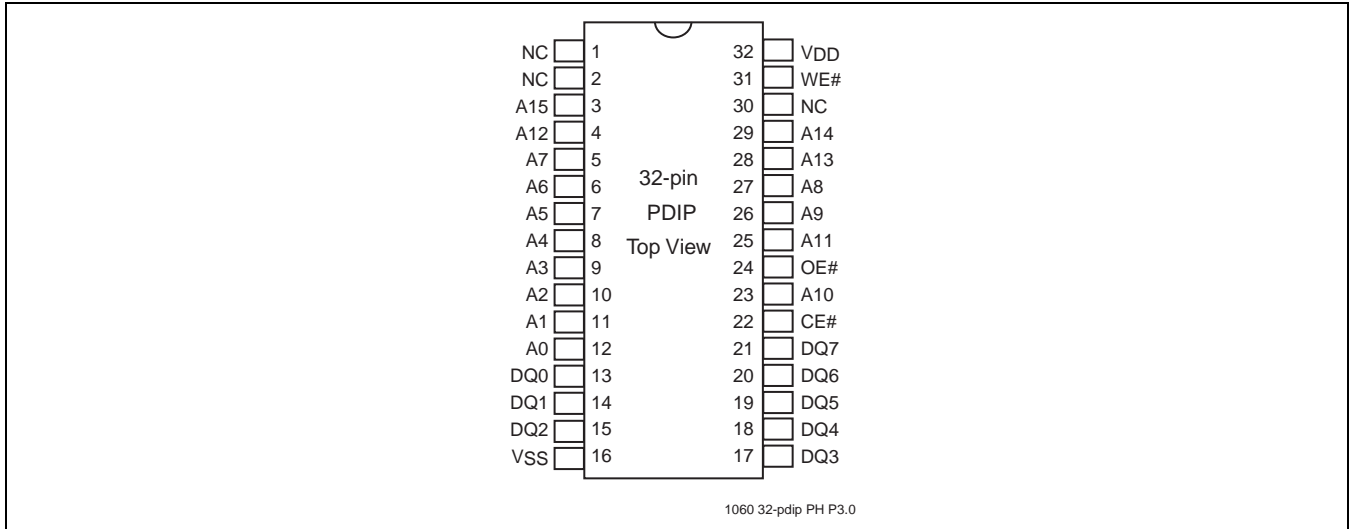 NC 1 32 VDD
NC 2 31 WE#
A15 3 30 NC
A12 4 29 A14
A7 5 28 A13
A6 6 32-pin 27 A8
A5 7 PDIP 26 A9
A4 8 Top View 25 A11
A3 9 24 OE#
A2 10 23 A10
A1 11 22 CE#
A0 12 21 DQ7
DQ0 13 20 DQ6
DQ1 14 19 DQ5
DQ2 15 18 DQ4
VSS 16 17 DQ3
1060 32-pdip PH P3.0